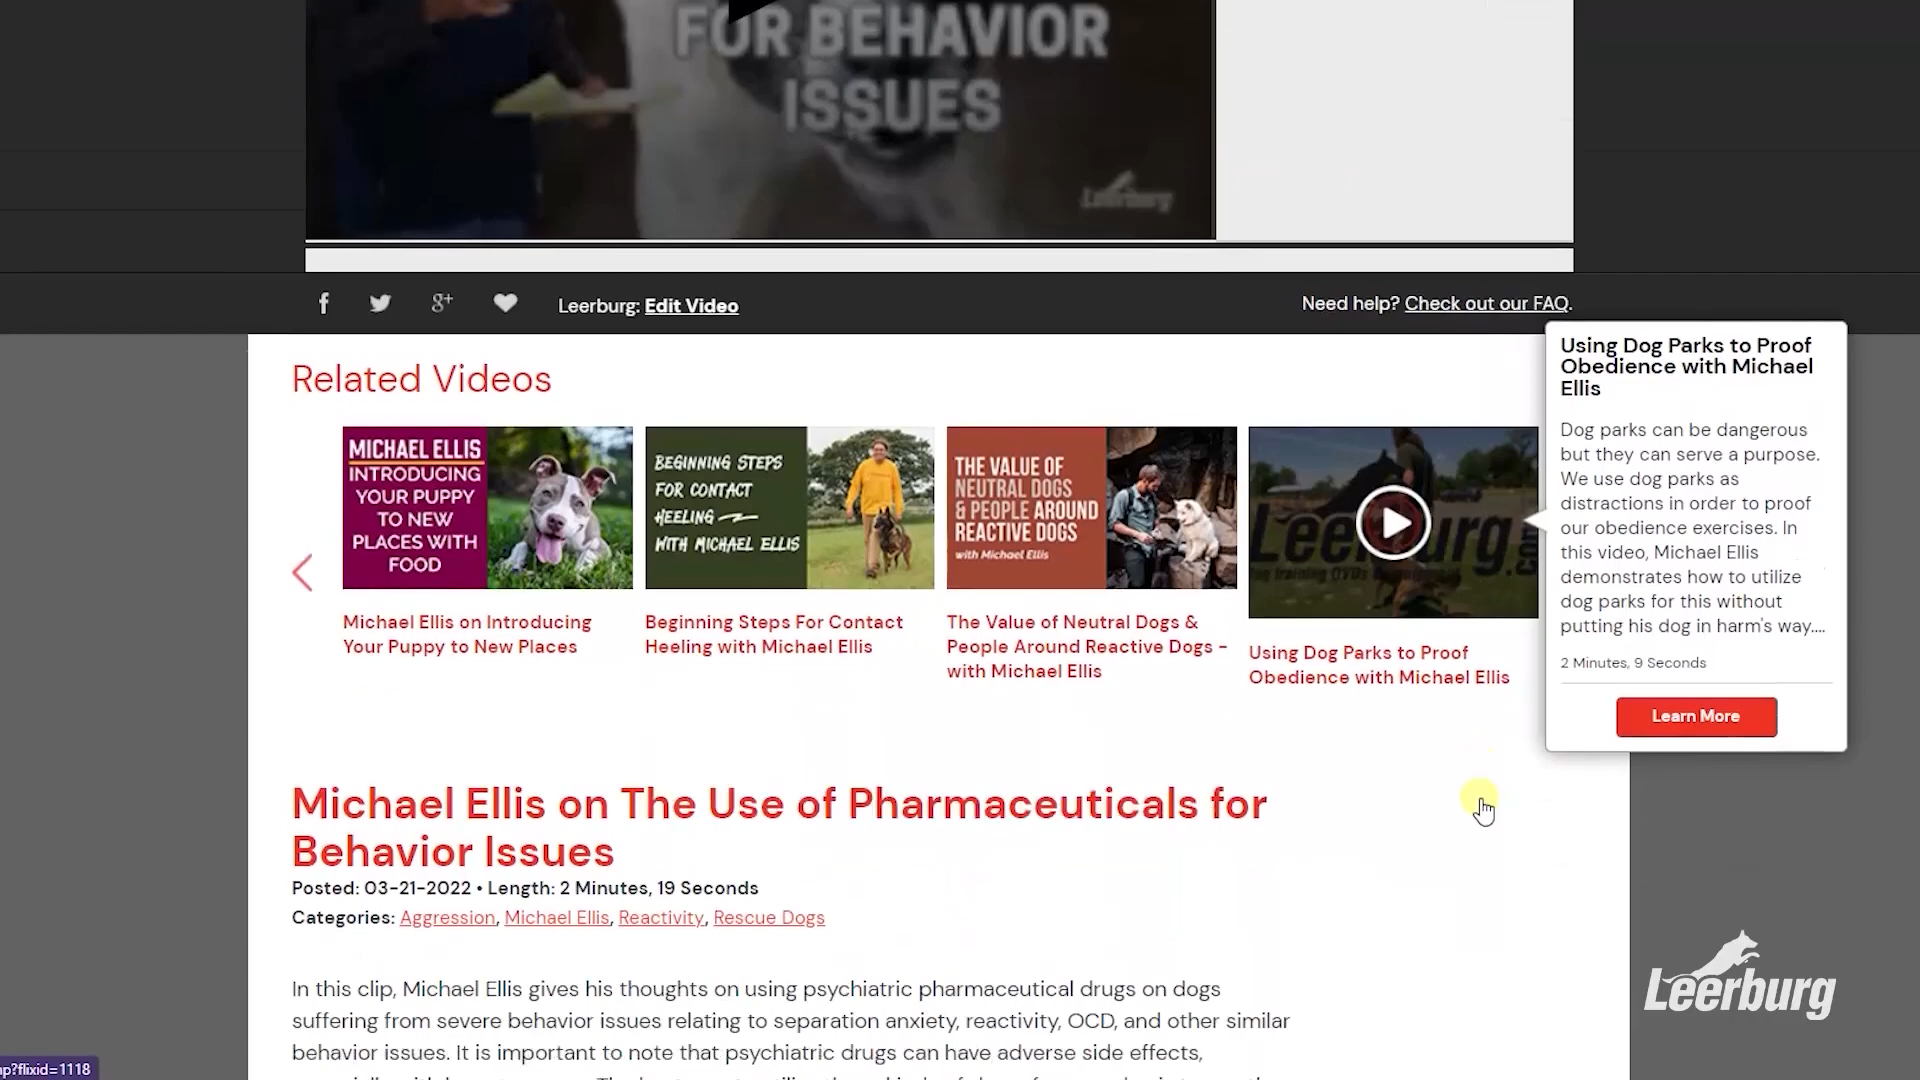 FOR BEHAVIOR
ISSUES
Leerburg
f g+ Leerburg: Edit Video Need help? Check out our FAQ.
Related Videos
MICHAEL ELLIS
INTRODUCING
YOUR PUPPY
TO NEW
PLACES WITH
FOOD
Michael Ellis on Introducing
Your Puppy to New Places
BEGINNING STEPS
FOR CONTACT
HEELING
WITH MICHAEL ELLIS
Beginning Steps For Contact
Heeling with Michael Ellis
THE VALUE OF
NEUTRAL DOGS
& PEOPLE AROUND
REACTIVE DOGS
with Michael Ellis
The Value of Neutral Dogs &
People Around Reactive Dogs -
with Michael Ellis
Using Dog Parks to Proof
Obedience with Michael Ellis
Using Dog Parks to Proof
Obedience with Michael
Ellis
Dog parks can be dangerous
but they can serve a purpose.
We use dog parks as
distractions in order to proof
our obedience exercises. In
this video, Michael Ellis
demonstrates how to utilize
dog parks for this without
putting his dog in harm's way....
2 Minutes, 9 Seconds
Learn More
Michael Ellis on The Use of Pharmaceuticals for
Behavior Issues
Posted: 03-21-2022 • Length: 2 Minutes, 19 Seconds
Categories: Aggression, Michael Ellis, Reactivity, Rescue Dogs
In this clip, Michael Ellis gives his thoughts on using psychiatric pharmaceutical drugs on dogs
suffering from severe behavior issues relating to separation anxiety, reactivity, OCD, and other similar
behavior issues. It is important to note that psychiatric drugs can have adverse side effects,
Leerburg
?flixid=1118